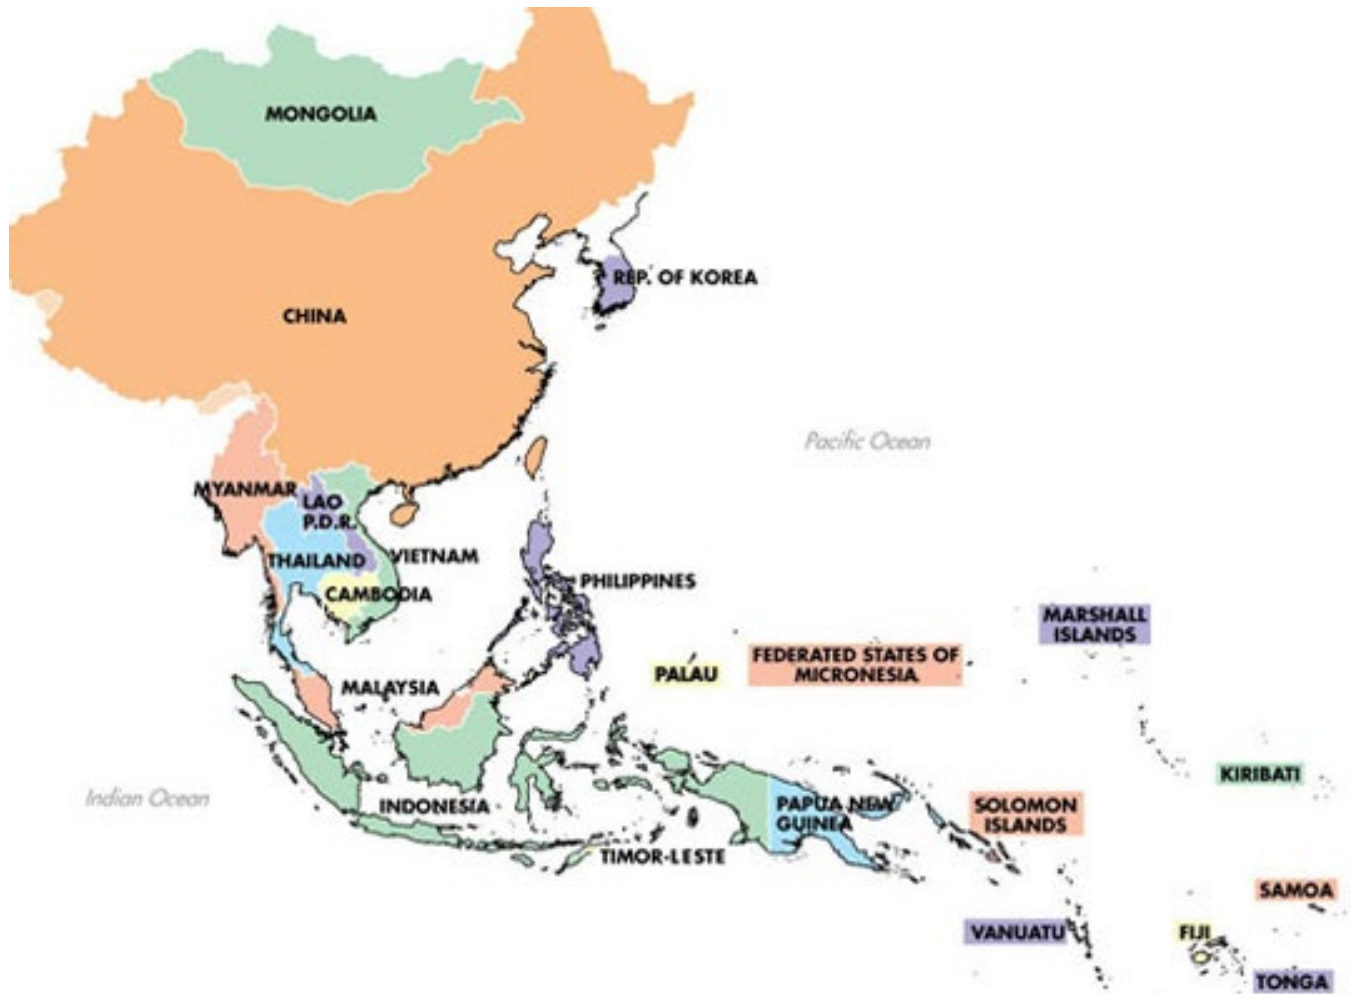 MONGOLIA
REP. OF KOREA
CHINA
Pacific Ocean
MYANMAR
LAO
P.D.R.
THAILAND
VIETNAM
CAMBODIA
PHILIPPINES
MARSHALL
ISLANDS
FEDERATED STATES OF
MICRONESIA
PALAU
MALAYSIA
KIRIBATI
Indian Ocean
INDONESIA
PAPUA NEW
GUINEA
SOLOMON
ISLANDS
TIMOR-LESTE
SAMOA
VANUATU
FIJI
TONGA